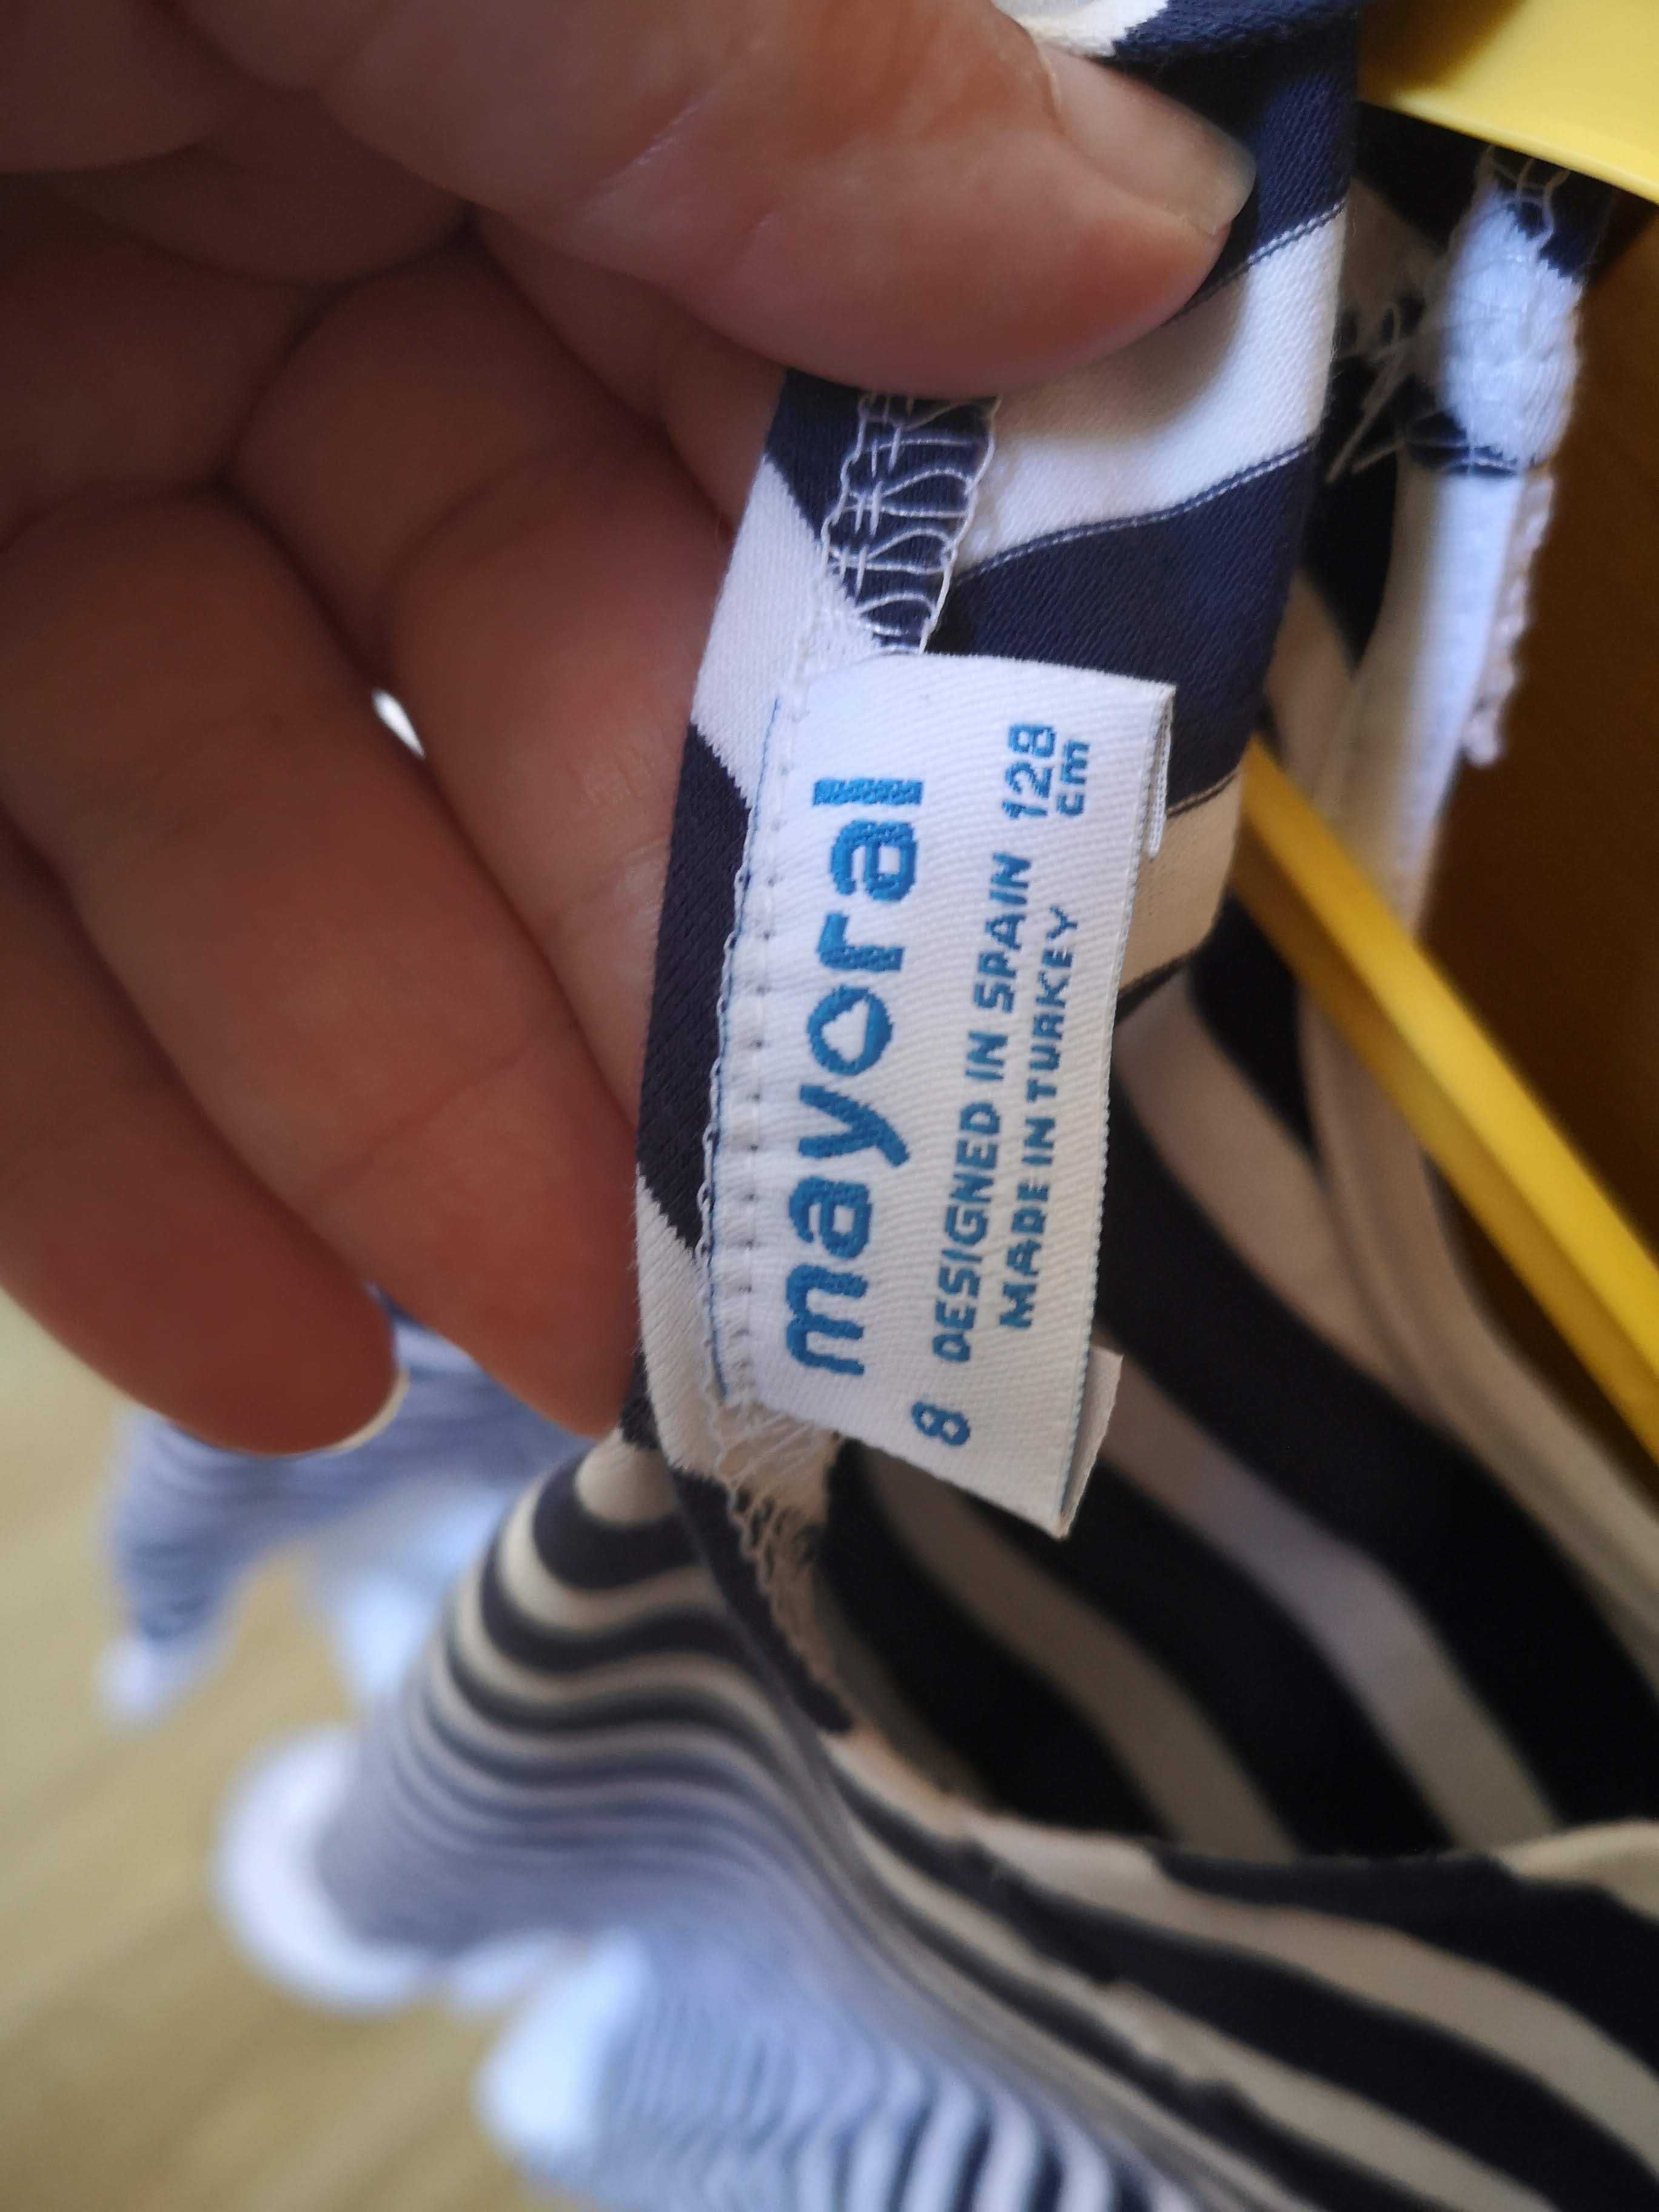 mayoral
8 DESIGNED IN SPAIN 128
MADE IN TURKEY cm